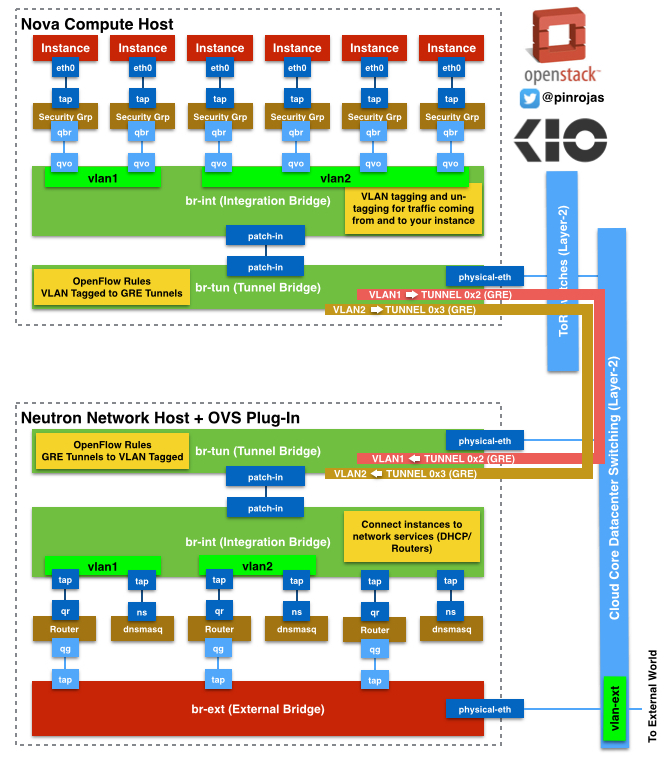 Nova Compute Host
Instance Instance Instance Instance Instance Instance
eth0 eth0 eth0 eth0 eth0 eth0
tap tap tap tap tap tap
Security Grp Security Grp Security Grp Security Grp Security Grp Security Grp
qbr qbr qbr qbr qbr qbr
qvo qvo qvo qvo qvo qvo
vlan1 vlan2
br-int (Integration Bridge)
VLAN tagging and un-
tagging for traffic coming
from and to your instance
patch-in
patch-in
OpenFlow Rules
VLAN Tagged to GRE Tunnels
br-tun (Tunnel Bridge)
physical-eth
VLAN1 TUNNEL 0x2 (GRE)
VLAN2 TUNNEL 0x3 (GRE)
openstack™
@pinrojas
KIO
(Layer-2)
Cloud Core Datacenter Switching (Layer-2)
Neutron Network Host + OVS Plug-In
OpenFlow Rules
GRE Tunnels to VLAN Tagged
br-tun (Tunnel Bridge)
physical-eth
VLAN1 TUNNEL 0x2 (GRE)
VLAN2 TUNNEL 0x3 (GRE)
patch-in
patch-in
br-int (Integration Bridge)
Connect instances to
network services (DHCP/
Routers)
vlan1 vlan2
tap tap tap tap tap tap
qr ns qr ns qr ns
Router dnsmasq Router dnsmasq Router dnsmasq
qg qg qg
tap tap tap
br-ext (External Bridge)
physical-eth
vlan-ext
To External World